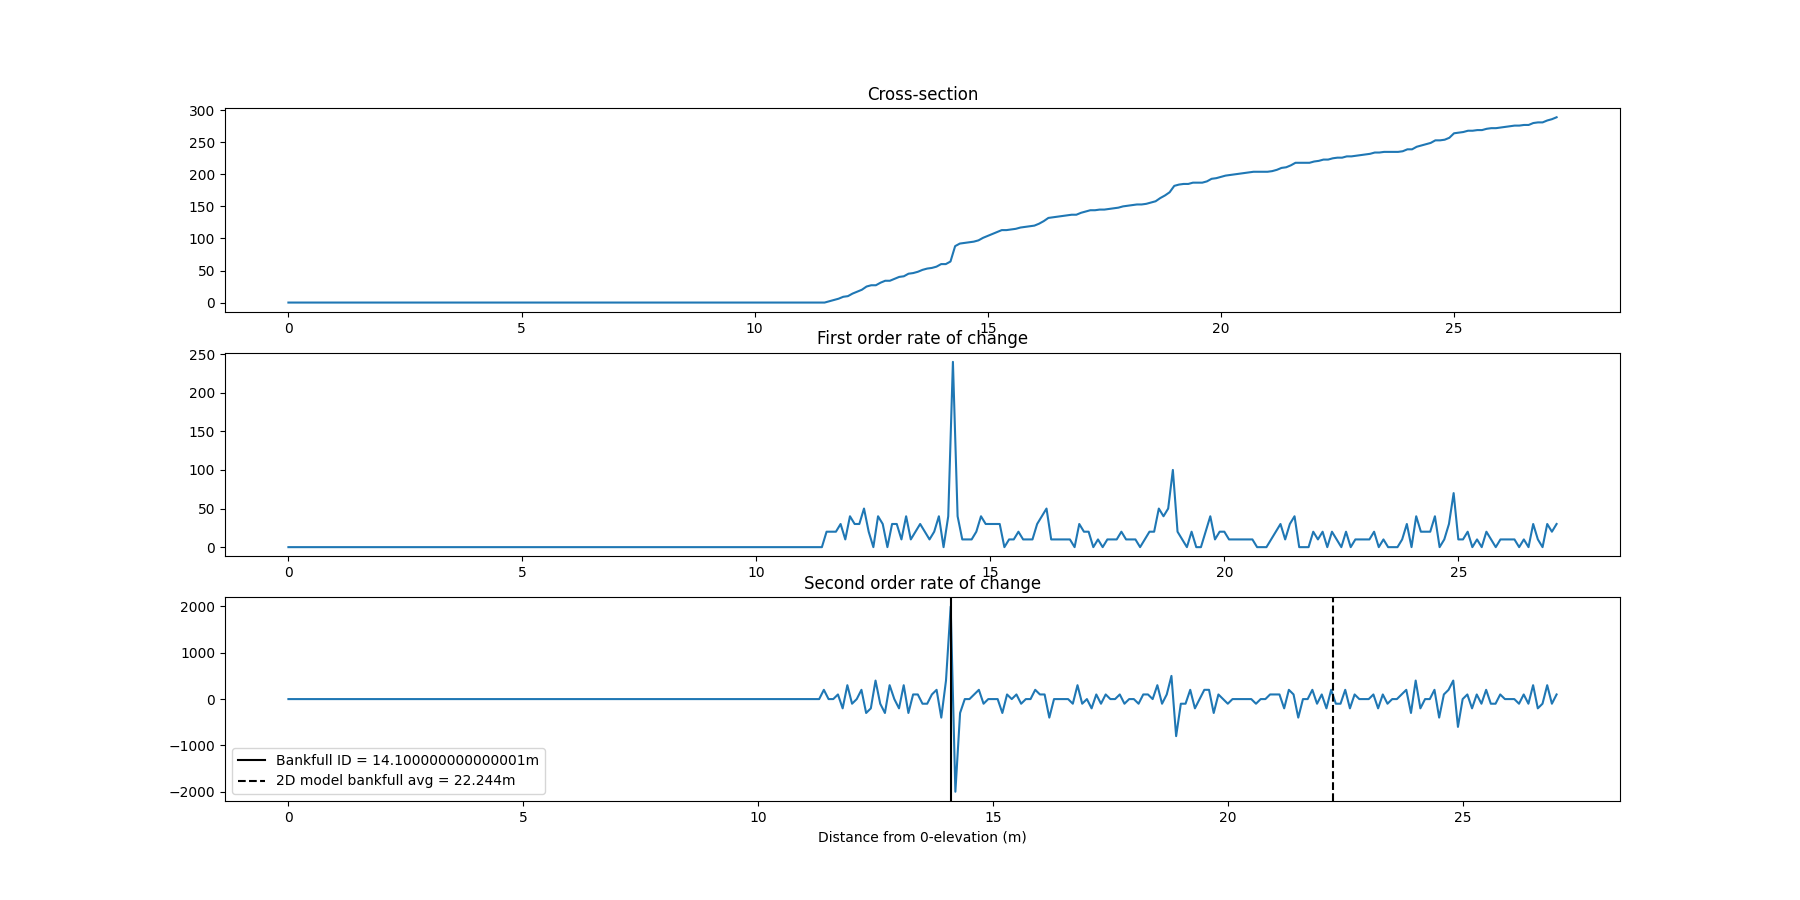 Cross-section
300
250
200
150
100
50
0
0 5 10 15 20 25
First order rate of change
250
200
150
100
50
0
0 5 10 15 20 25
Second order rate of change
2000
1000
0
−1000
−2000
Bankfull ID = 14.100000000000001m
2D model bankfull avg = 22.244m
0 5 10 15 20 25
Distance from 0-elevation (m)